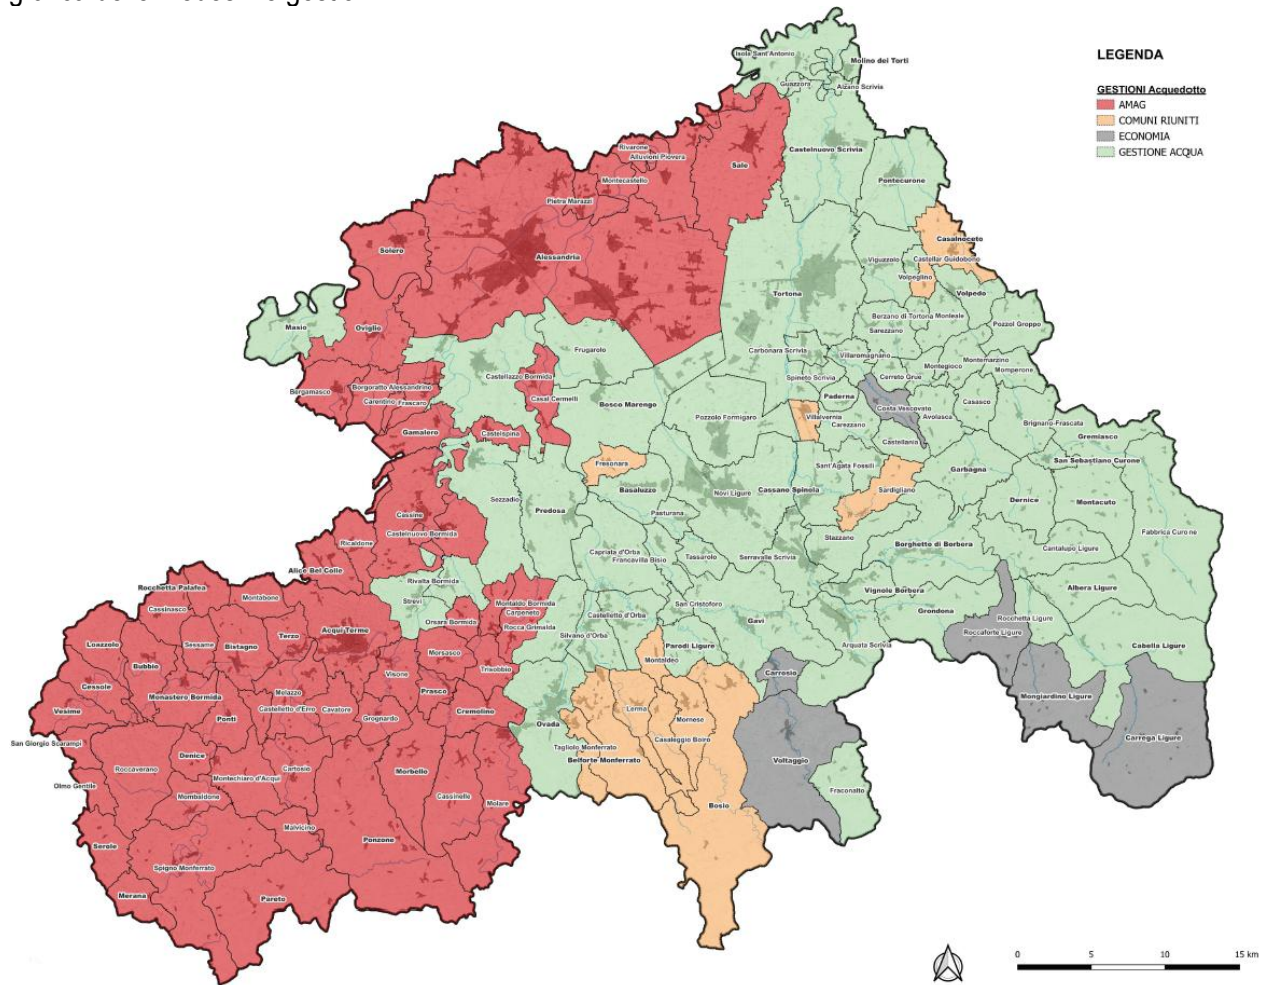 LEGENDA
GESTIONI Acquedotto
AMAG
COMUNI RIUNITI
ECONOMIA
GESTIONE ACQUA
Isola Sant'Antonio
Molino dei Torti
Guazzora
Alzano Scrivia
Castelnuovo Scrivia
Rivarone
Alluvioni Piovera
Sale
Montecastello
Pontecurone
Pietra Marazzi
Casalnoceto
Solero
Alessandria
Viguzzolo
Castellar Guidobono
Volpeglino
Tortona
Volpedo
Masio
Oviglio
Berzano di Tortona
Monleale
Pozzol Groppo
Sarezzano
Frugarolo
Carbonara Scrivia
Villaromagnano
Montemarzino
Montegioco
Momperone
Castellazzo Bormida
Spineto Scrivia
Cerreto Grue
Bergamasco
Borgoratto Alessandrino
Carentino
Frascaro
Casal Cermelli
Bosco Marengo
Paderna
Costa Vescovato
Casasco
Pozzolo Formigaro
Villalvernia
Carezzano
Avolasca
Brignano-Frascata
Gamalero
Castelspina
Castellania
Gremiasco
Fresonara
Sant'Agata Fossili
Garbagna
San Sebastiano Curone
Sezzadio
Basaluzzo
Novi Ligure
Cassano Spinola
Sardigliano
Dernice
Montacuto
Cassine
Predosa
Pasturana
Castelnuovo Bormida
Stazzano
Fabbrica Curone
Ricaldone
Capriata d'Orba
Francavilla Bisio
Tassarolo
Serravalle Scrivia
Borghetto di Borbera
Cantalupo Ligure
Alice Bel Colle
Rocchetta Palafea
Rivalta Bormida
Vignole Borbera
Albera Ligure
Cassinasco
Montabone
Strevi
Montaldo Bormida
Carpeneto
San Cristoforo
Grondona
Orsara Bormida
Rocca Grimalda
Castelletto d'Orba
Gavi
Rocchetta Ligure
Loazzolo
Sessame
Bistagno
Terzo
Acqui Terme
Silvano d'Orba
Roccaforte Ligure
Bubbio
Morsasco
Parodi Ligure
Arquata Scrivia
Cabella Ligure
Montaldeo
Trisobbio
Visone
Carrosio
Cessole
Monastero Bormida
Melazzo
Prasco
Mongiardino Ligure
Vesime
Ponti
Castelletto d'Erro
Cavatore
Grognardo
Cremolino
Lerma
Mornese
Ovada
Carrega Ligure
San Giorgio Scarampi
Casaleggio Boiro
Tagliolo Monferrato
Denice
Belforte Monferrato
Voltaggio
Roccaverano
Cartosio
Montechiaro d'Acqui
Morbello
Olmo Gentile
Mombaldone
Cassinelle
Molare
Fraconalto
Bosio
Malvicino
Serole
Ponzone
Spigno Monferrato
Merana
Pareto
0 5 10 15 km